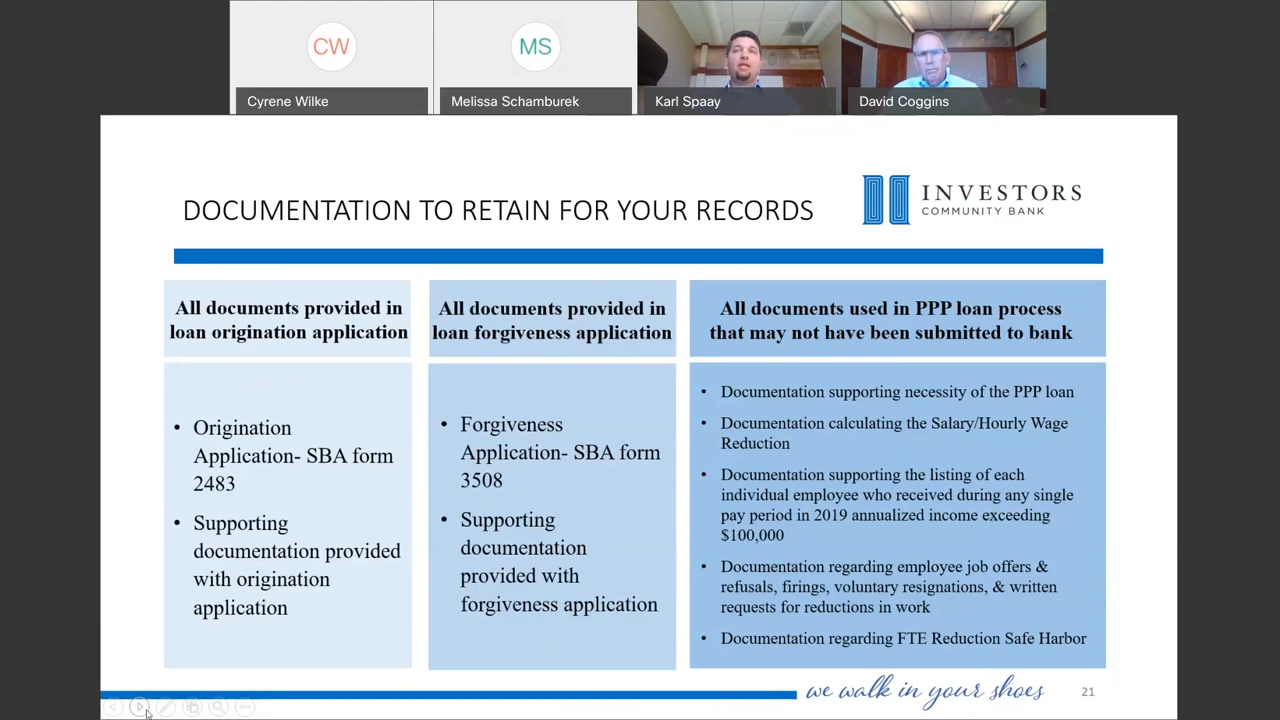 CW
MS
Cyrene Wilke
Melissa Schamburek
Karl Spaay
David Coggins
DOCUMENTATION TO RETAIN FOR YOUR RECORDS
INVESTORS
COMMUNITY BANK
All documents provided in
loan origination application
All documents provided in
loan forgiveness application
All documents used in PPP loan process
that may not have been submitted to bank
• Origination
Application- SBA form
2483
• Supporting
documentation provided
with origination
application
• Forgiveness
Application- SBA form
3508
• Supporting
documentation
provided with
forgiveness application
• Documentation supporting necessity of the PPP loan
• Documentation calculating the Salary/Hourly Wage
Reduction
• Documentation supporting the listing of each
individual employee who received during any single
pay period in 2019 annualized income exceeding
$100,000
• Documentation regarding employee job offers &
refusals, firings, voluntary resignations, & written
requests for reductions in work
• Documentation regarding FTE Reduction Safe Harbor
we walk in your shoes
21